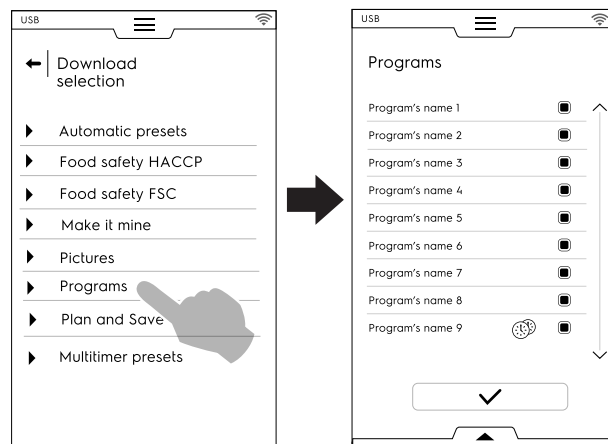 USB
Download
selection
Automatic presets
Food safety HACCP
Food safety FSC
Make it mine
Pictures
Programs
Plan and Save
Multitimer presets
USB
Programs
Program's name 1
Program's name 2
Program's name 3
Program's name 4
Program's name 5
Program's name 6
Program's name 7
Program's name 8
Program's name 9